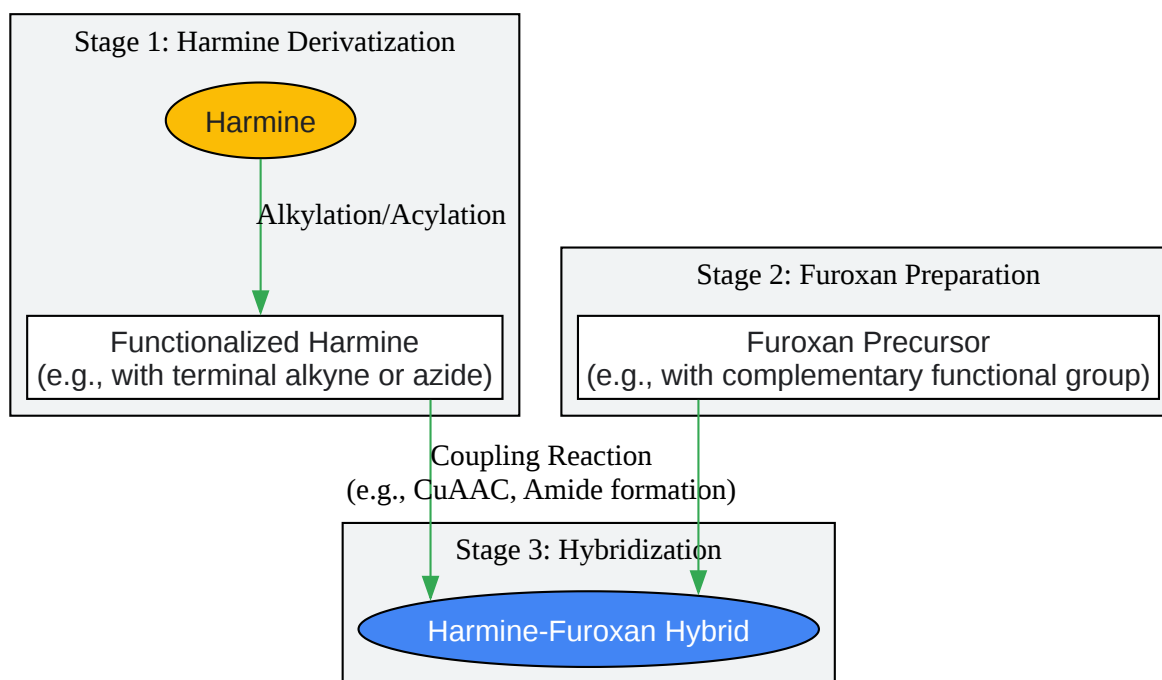 Stage 1: Harmine Derivatization
Harmine
Alkylation/Acylation
Functionalized Harmine
(e.g., with terminal alkyne or azide)
Stage 2: Furoxan Preparation
Furoxan Precursor
(e.g., with complementary functional group)
Coupling Reaction
(e.g., CuAAC, Amide formation)
Stage 3: Hybridization
Harmine-Furoxan Hybrid